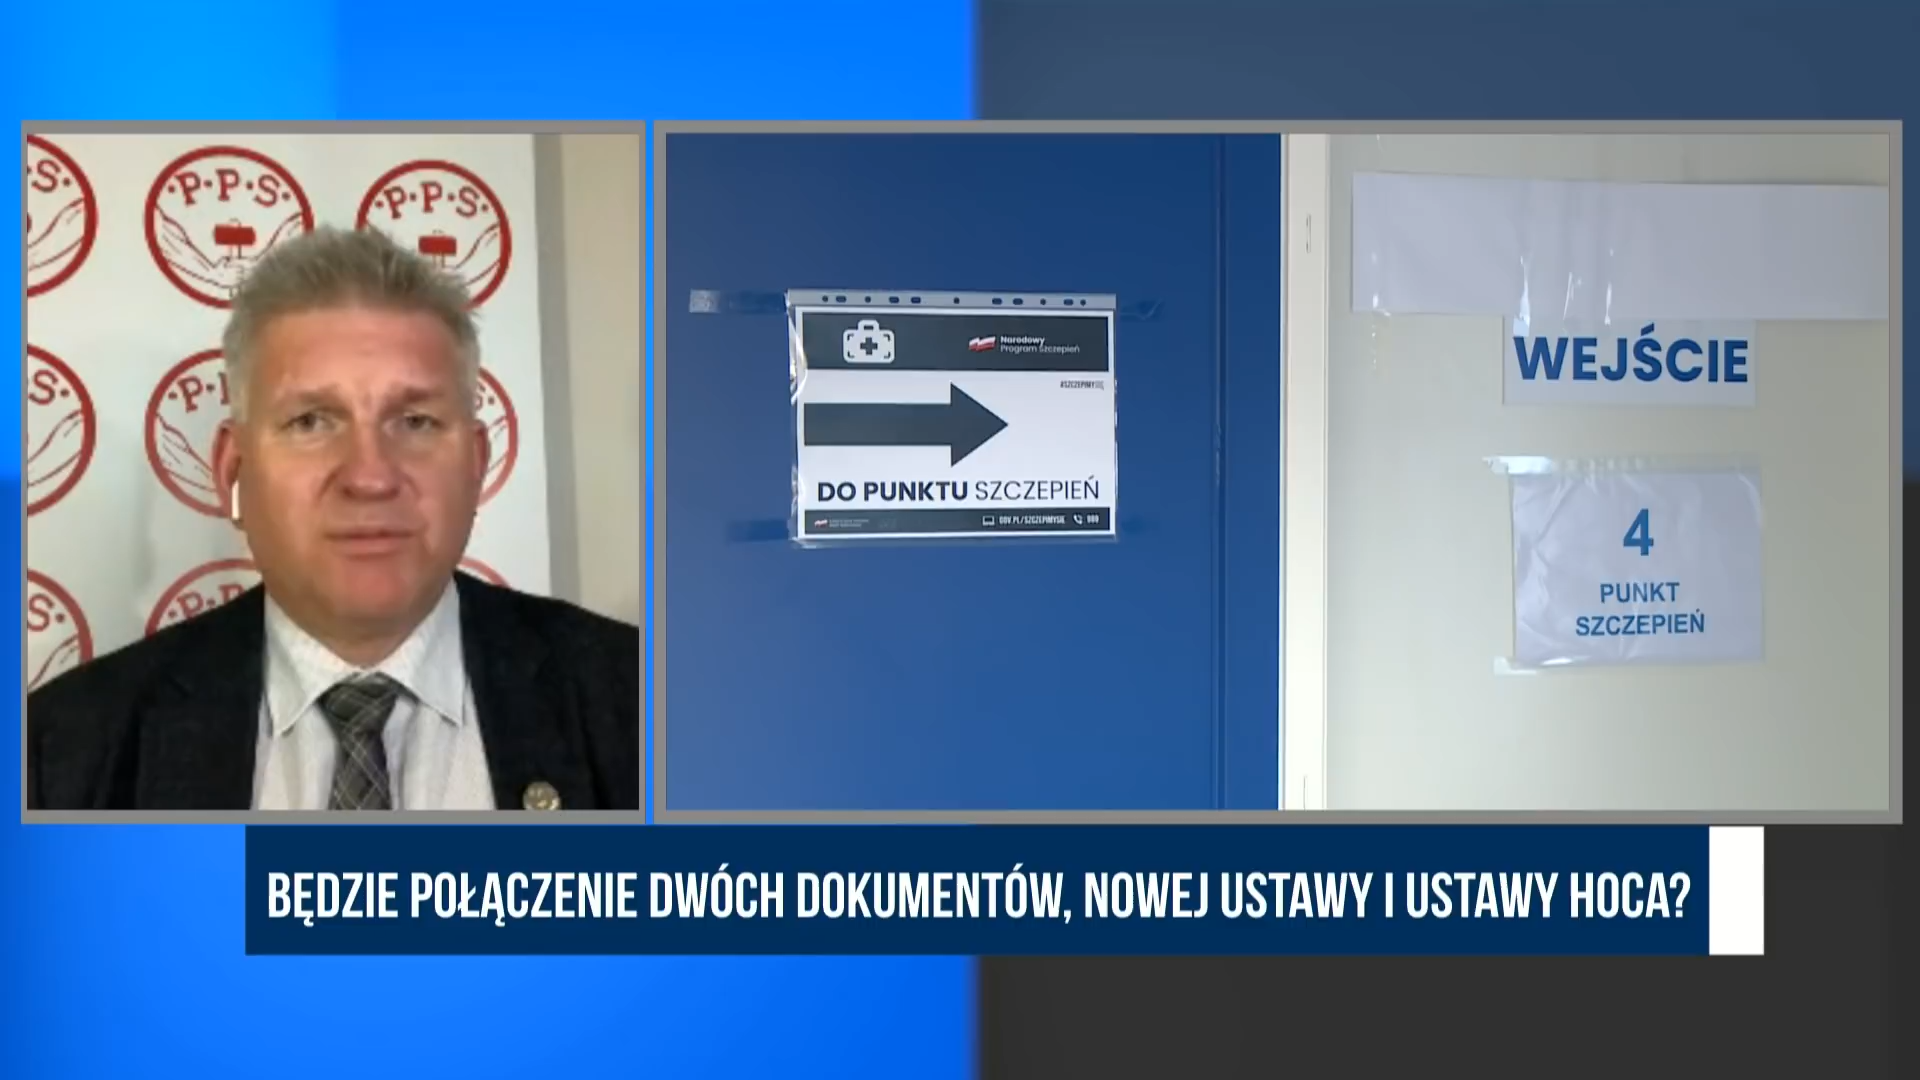 ·S·
·P·P·S·
·P·P·S·
S·
·P
S·
·P·P
Narodowy
Program Szczepień
#SZCZEPIMYSIĘ
DO PUNKTU SZCZEPIEŃ
GOV.PL/SZCZEPIMYSIE 989
WEJŚCIE
4
PUNKT
SZCZEPIEŃ
BĘDZIE POŁĄCZENIE DWÓCH DOKUMENTÓW, NOWEJ USTAWY I USTAWY HOCA?